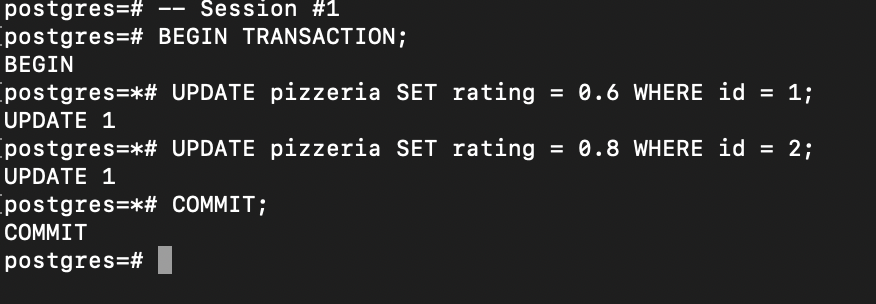 postgres=# -- Session #1
[postgres=# BEGIN TRANSACTION;
BEGIN
[postgres=*# UPDATE pizzeria SET rating = 0.6 WHERE id = 1;
UPDATE 1
[postgres=*# UPDATE pizzeria SET rating = 0.8 WHERE id = 2;
UPDATE 1
[postgres=*# COMMIT;
COMMIT
postgres=#